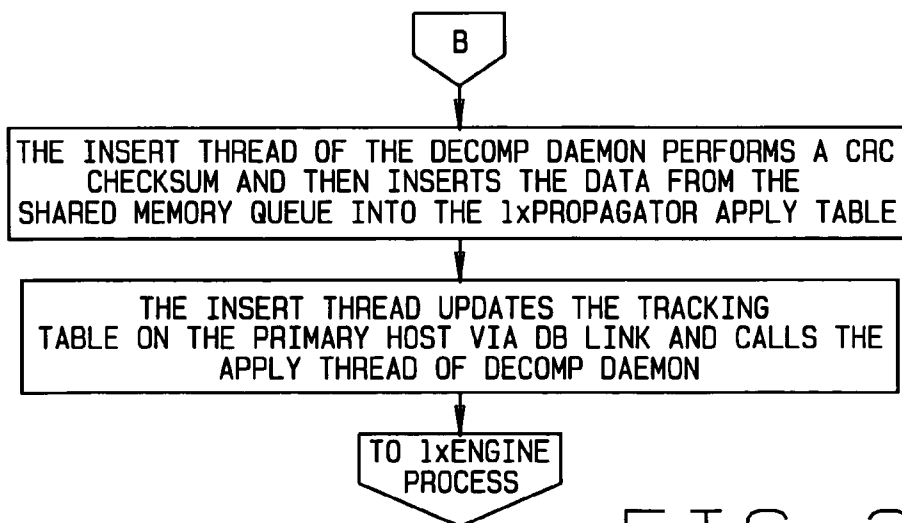 B
THE INSERT THREAD OF THE DECOMP DAEMON PERFORMS A CRC
CHECKSUM AND THEN INSERTS THE DATA FROM THE
SHARED MEMORY QUEUE INTO THE lxPROPAGATOR APPLY TABLE
THE INSERT THREAD UPDATES THE TRACKING
TABLE ON THE PRIMARY HOST VIA DB LINK AND CALLS THE
APPLY THREAD OF DECOMP DAEMON
TO lxENGINE
PROCESS